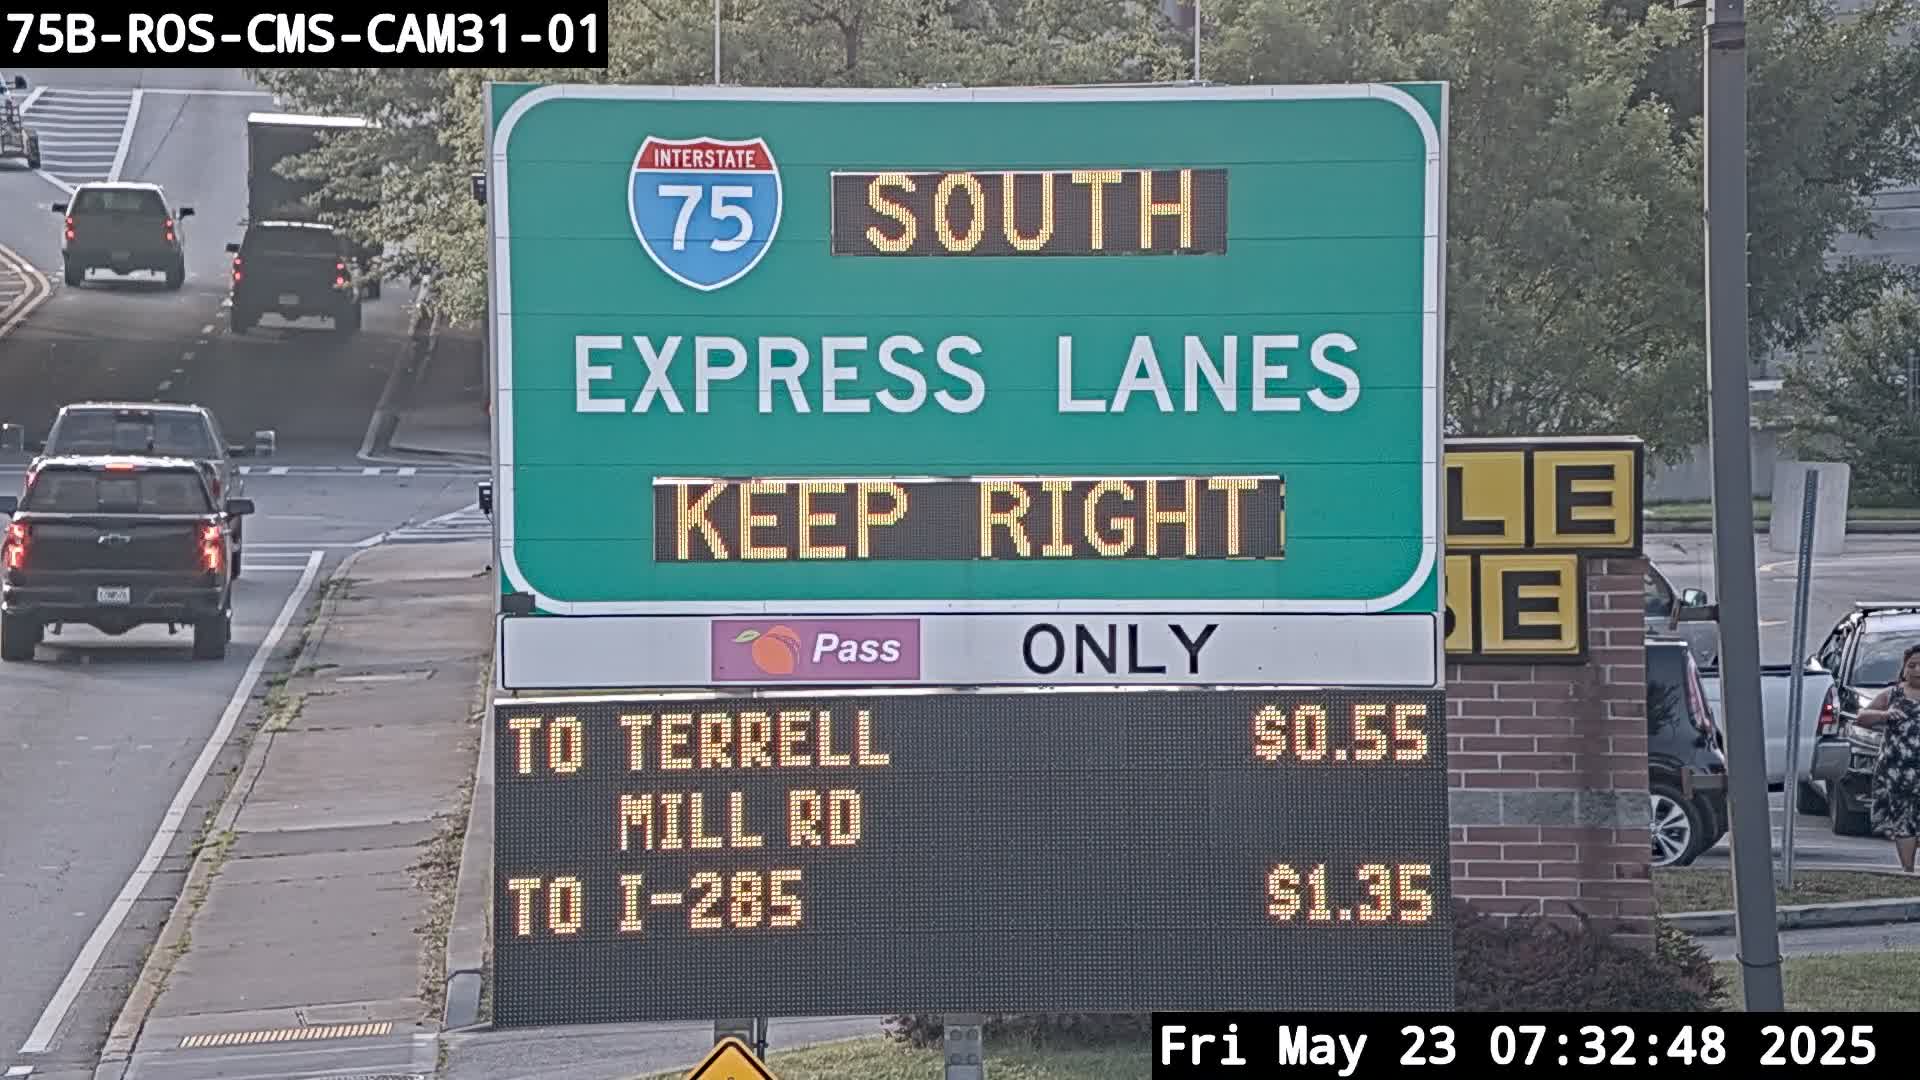 75B-ROS-CMS-CAM31-01
INTERSTATE
75
SOUTH
EXPRESS LANES
KEEP RIGHT
Pass ONLY
TO TERRELL $0.55
MILL RD
TO I-285 $1.35
LE
E
Fri May 23 07:32:48 2025